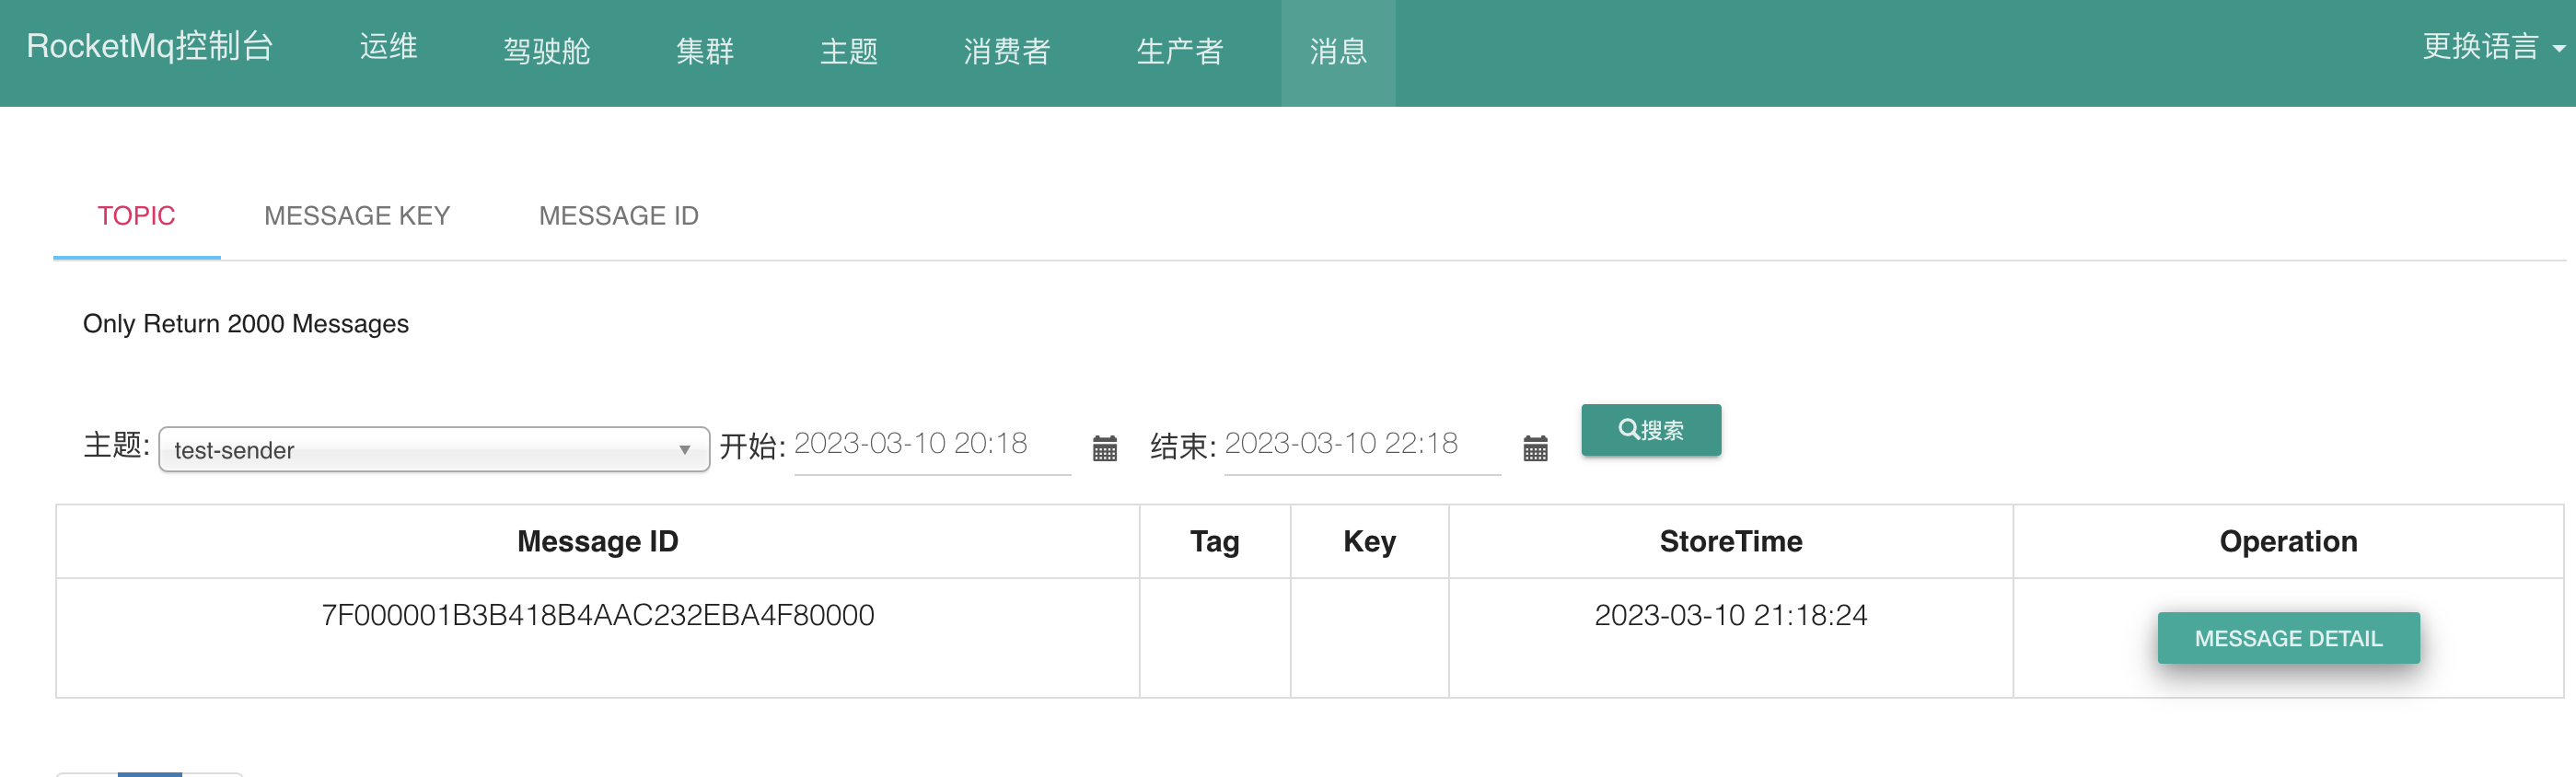 RocketMq控制台 运维 驾驶舱 集群 主题 消费者 生产者 消息 更换语言
TOPIC MESSAGE KEY MESSAGE ID
Only Return 2000 Messages
主题: test-sender 开始: 2023-03-10 20:18 结束: 2023-03-10 22:18 搜索
Message ID Tag Key StoreTime Operation
7F000001B3B418B4AAC232EBA4F80000 2023-03-10 21:18:24 MESSAGE DETAIL